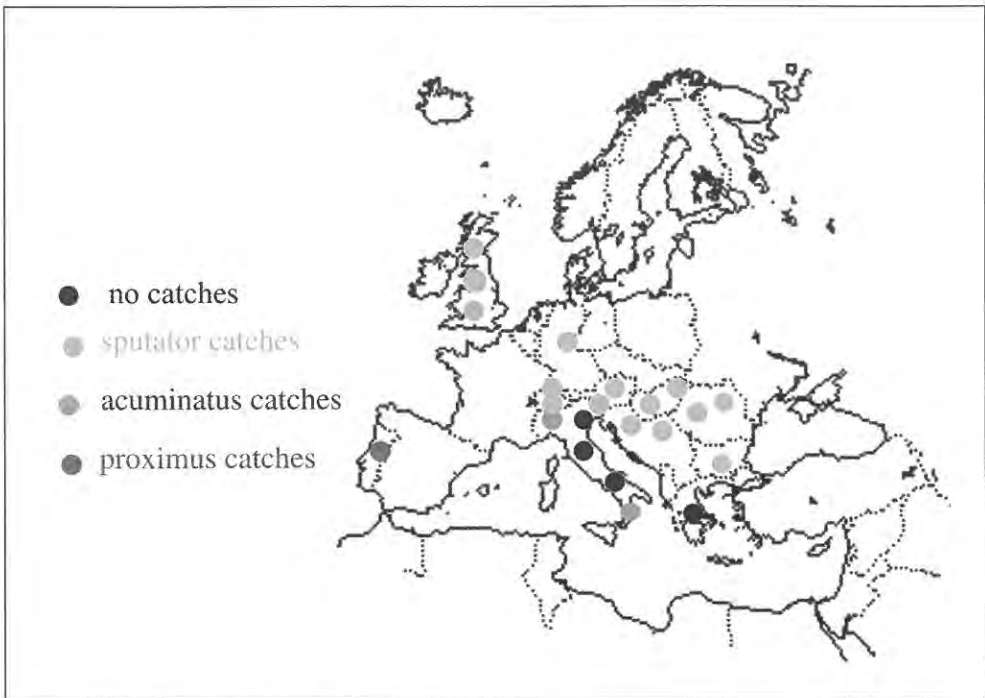 no catches
sputator catches
acuminatus catches
proximus catches